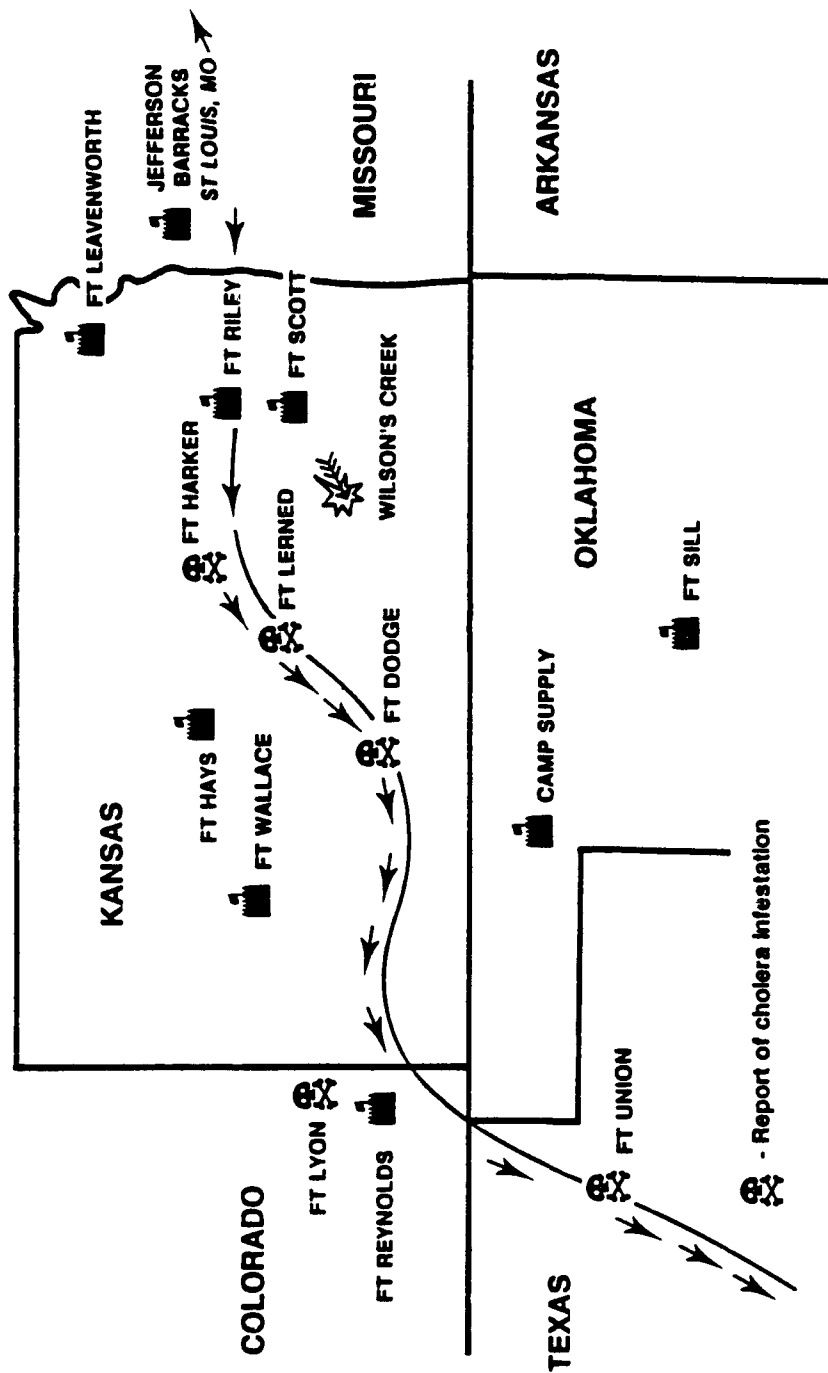 FT LEAVENWORTH
JEFFERSON
BARRACKS
ST LOUIS, MO
KANSAS
FT HARKER
FT RILEY
FT HAYS
FT SCOTT
MISSOURI
FT WALLACE
FT LERNED
COLORADO
WILSON'S CREEK
FT LYON
FT DODGE
FT REYNOLDS
CAMP SUPPLY
OKLAHOMA
ARKANSAS
TEXAS
FT UNION
FT SILL
- Report of cholera infestation